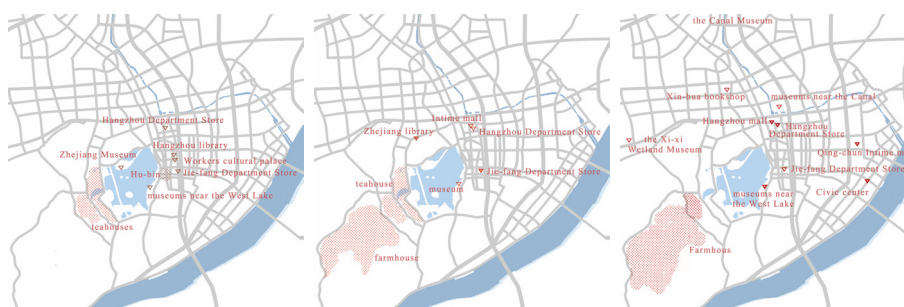 Hangzhou Department Store
Hangzhou library
Zhejiang Museum
Workers cultural palace
Hu-bin
Jie-fang Department Store
museums near the West Lake
teahouses
Intime mall
Zhejiang library
Hangzhou Department Store
Jie-fang Department Store
teahouse
museum
farmhouse
the Canal Museum
Xin-hua bookshop
museums near the Canal
Hangzhou mall
Hangzhou
Department Store
the Xi-xi
Wetland Museum
Qing-chun Intime m
Jie-fang Department Store
Civic center
museums near
the West Lake
Farmhous